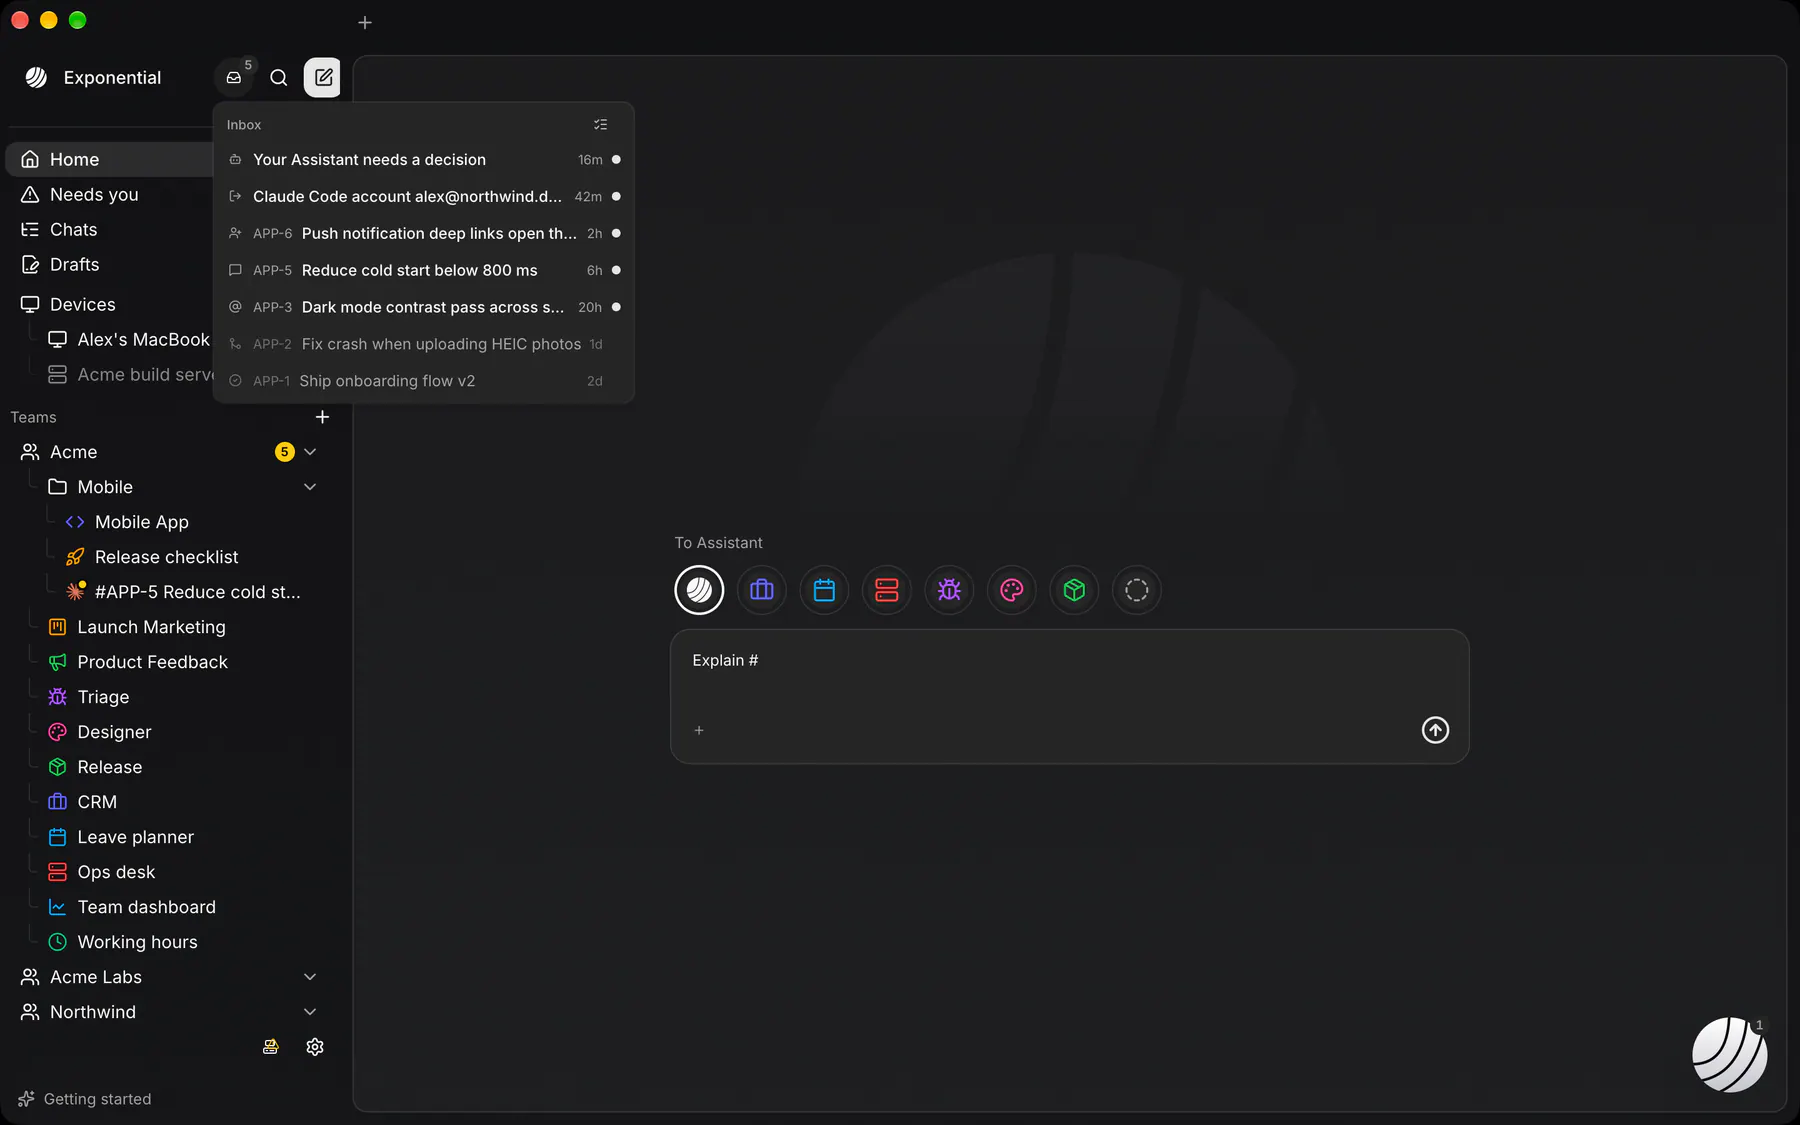 Exponential
5
Inbox
Your Assistant needs a decision 16m
Claude Code account alex@northwind.d... 42m
APP-6 Push notification deep links open th... 2h
APP-5 Reduce cold start below 800 ms 6h
APP-3 Dark mode contrast pass across s... 20h
APP-2 Fix crash when uploading HEIC photos 1d
APP-1 Ship onboarding flow v2 2d
Home
Needs you
Chats
Drafts
Devices
Alex's MacBook
Acme build serve
Teams
Acme 5
Mobile
Mobile App
Release checklist
#APP-5 Reduce cold st...
Launch Marketing
Product Feedback
Triage
Designer
Release
CRM
Leave planner
Ops desk
Team dashboard
Working hours
Acme Labs
Northwind
Getting started
To Assistant
Explain #
1